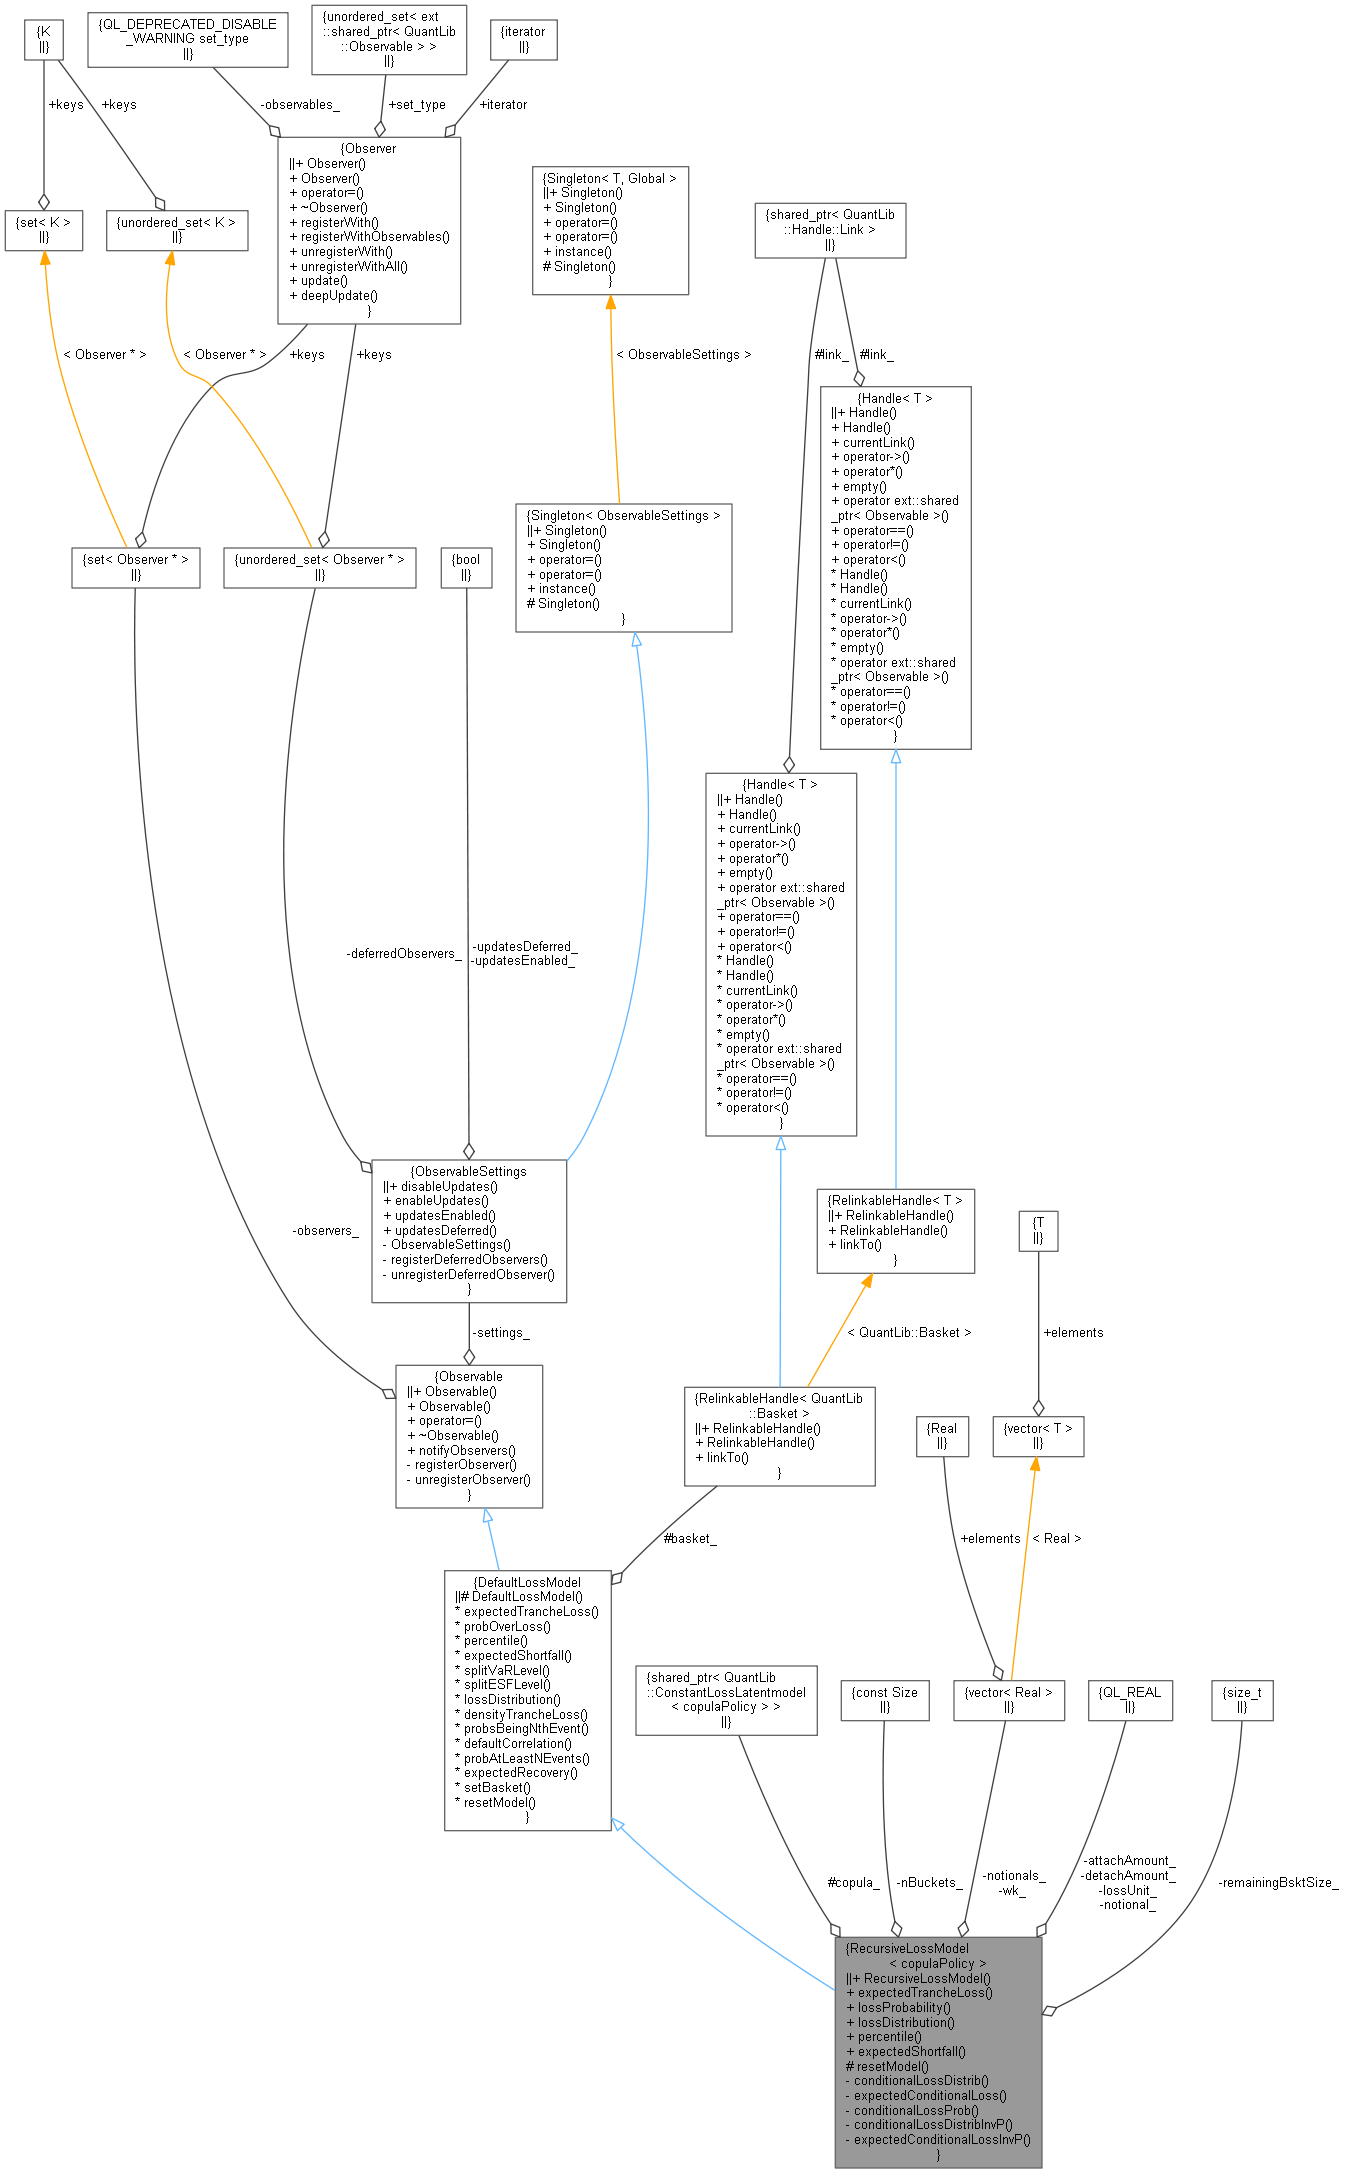 {K
||}
{QL_DEPRECATED_DISABLE
_WARNING set_type
||}
{unordered_set< ext
::shared_ptr< QuantLib
::Observable > >
||}
{iterator
||}
+keys
+keys
-observables_
+set_type
+iterator
{Observer
||+ Observer()
+ Observer()
+ operator=()
+ ~Observer()
+ registerWith()
+ registerWithObservables()
+ unregisterWith()
+ unregisterWithAll()
+ update()
+ deepUpdate()
}
{set< K >
||}
{unordered_set< K >
||}
{Singleton< T, Global >
||+ Singleton()
+ Singleton()
+ operator=()
+ operator=()
+ instance()
# Singleton()
}
{shared_ptr< QuantLib
::Handle::Link >
||}
< Observer * >
< Observer * >
+keys
+keys
< ObservableSettings >
#link_
#link_
{Handle< T >
||+ Handle()
+ Handle()
+ currentLink()
+ operator->()
+ operator*()
+ empty()
+ operator ext::shared
_ptr< Observable >()
+ operator==()
+ operator!=()
+ operator<()
* Handle()
* Handle()
* currentLink()
* operator->()
* operator*()
* empty()
* operator ext::shared
_ptr< Observable >()
* operator==()
* operator!=()
* operator<()
}
{set< Observer * >
||}
{unordered_set< Observer * >
||}
{bool
||}
{Singleton< ObservableSettings >
||+ Singleton()
+ Singleton()
+ operator=()
+ operator=()
+ instance()
# Singleton()
}
{Handle< T >
||+ Handle()
+ Handle()
+ currentLink()
+ operator->()
+ operator*()
+ empty()
+ operator ext::shared
_ptr< Observable >()
+ operator==()
+ operator!=()
+ operator<()
* Handle()
* Handle()
* currentLink()
* operator->()
* operator*()
* empty()
* operator ext::shared
_ptr< Observable >()
* operator==()
* operator!=()
* operator<()
}
-deferredObservers_
-updatesDeferred_
-updatesEnabled_
-observers_
{ObservableSettings
||+ disableUpdates()
+ enableUpdates()
+ updatesEnabled()
+ updatesDeferred()
- ObservableSettings()
- registerDeferredObservers()
- unregisterDeferredObserver()
}
{RelinkableHandle< T >
||+ RelinkableHandle()
+ RelinkableHandle()
+ linkTo()
}
{T
||}
-settings_
< QuantLib::Basket >
+elements
{Observable
||+ Observable()
+ Observable()
+ operator=()
+ ~Observable()
+ notifyObservers()
- registerObserver()
- unregisterObserver()
}
{RelinkableHandle< QuantLib
::Basket >
||+ RelinkableHandle()
+ RelinkableHandle()
+ linkTo()
}
{Real
||}
{vector< T >
||}
#basket_
+elements
< Real >
{DefaultLossModel
||# DefaultLossModel()
* expectedTrancheLoss()
* probOverLoss()
* percentile()
* expectedShortfall()
* splitVaRLevel()
* splitESFLevel()
* lossDistribution()
* densityTrancheLoss()
* probsBeingNthEvent()
* defaultCorrelation()
* probAtLeastNEvents()
* expectedRecovery()
* setBasket()
* resetModel()
}
{shared_ptr< QuantLib
::ConstantLossLatentmodel
< copulaPolicy > >
||}
{const Size
||}
{vector< Real >
||}
{QL_REAL
||}
{size_t
||}
#copula_
-nBuckets_
-notionals_
-wk_
-attachAmount_
-detachAmount_
-lossUnit_
-notional_
-remainingBsktSize_
{RecursiveLossModel
< copulaPolicy >
||+ RecursiveLossModel()
+ expectedTrancheLoss()
+ lossProbability()
+ lossDistribution()
+ percentile()
+ expectedShortfall()
# resetModel()
- conditionalLossDistrib()
- expectedConditionalLoss()
- conditionalLossProb()
- conditionalLossDistribInvP()
- expectedConditionalLossInvP()
}